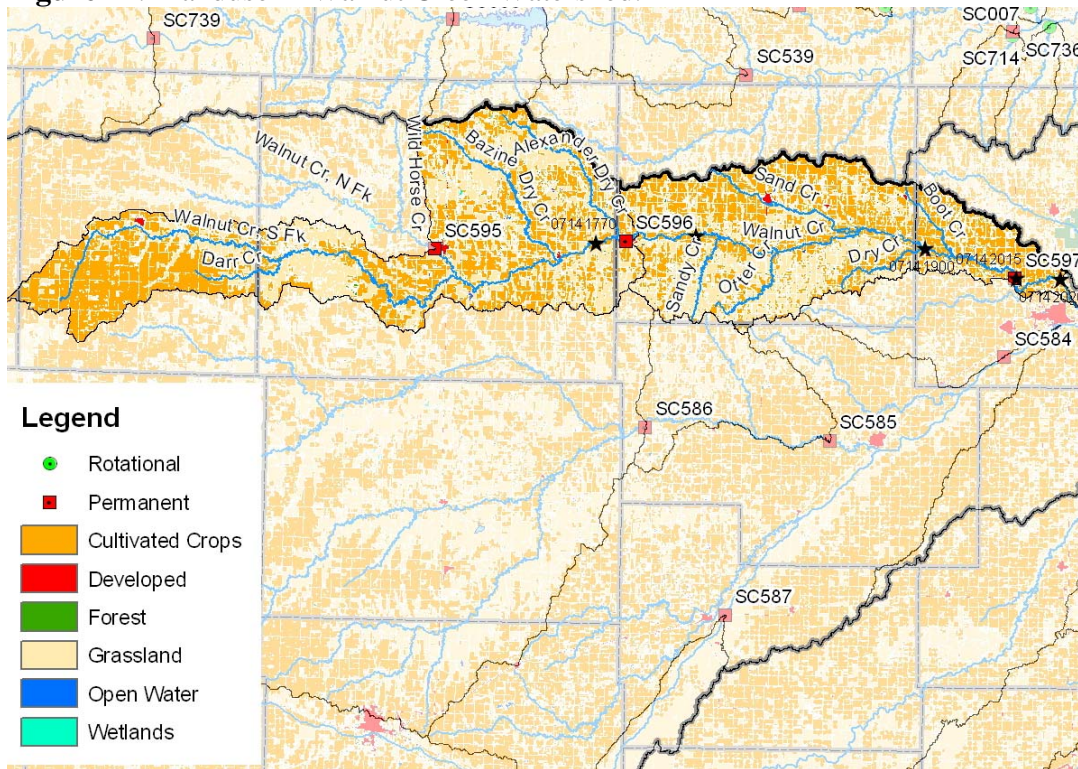 SC739
SC007
SC539
SC714
SC736
Walnut Cr, N Fk
Wild Horse Cr
Bazine Dry Cr
Alexander Dry Cr
Sand Cr
Boot Cr
Walnut Cr, S Fk
SC595
07141770
SC596
Walnut Cr
Darr Cr
Sandy Cr
Otter Cr
Dry Cr
07141900
07142015
SC597
SC584
SC586
SC585
SC587
Legend
Rotational
Permanant
Cultivated Crops
Developed
Forest
Grassland
Open Water
Wetlands